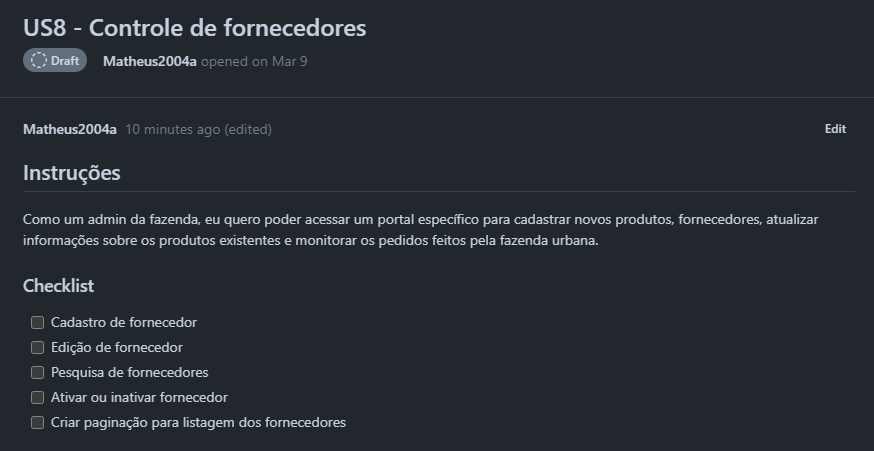 US8 - Controle de fornecedores
Draft Matheus2004a opened on Mar 9
Matheus2004a 10 minutes ago (edited) Edit
Instruções
Como um admin da fazenda, eu quero poder acessar um portal específico para cadastrar novos produtos, fornecedores, atualizar
informações sobre os produtos existentes e monitorar os pedidos feitos pela fazenda urbana.
Checklist
Cadastro de fornecedor
Edição de fornecedor
Pesquisa de fornecedores
Ativar ou inativar fornecedor
Criar paginação para listagem dos fornecedores